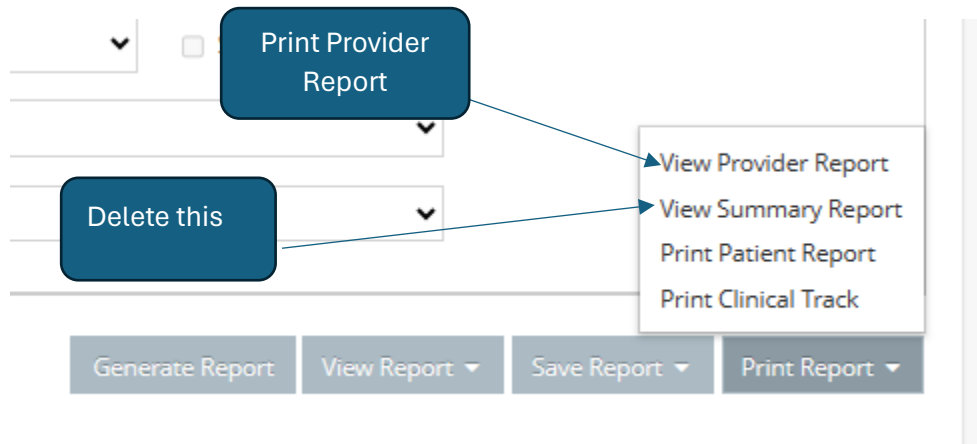 Print Provider
Report
View Provider Report
Delete this
View Summary Report
Print Patient Report
Print Clinical Track
Generate Report
View Report
Save Report
Print Report